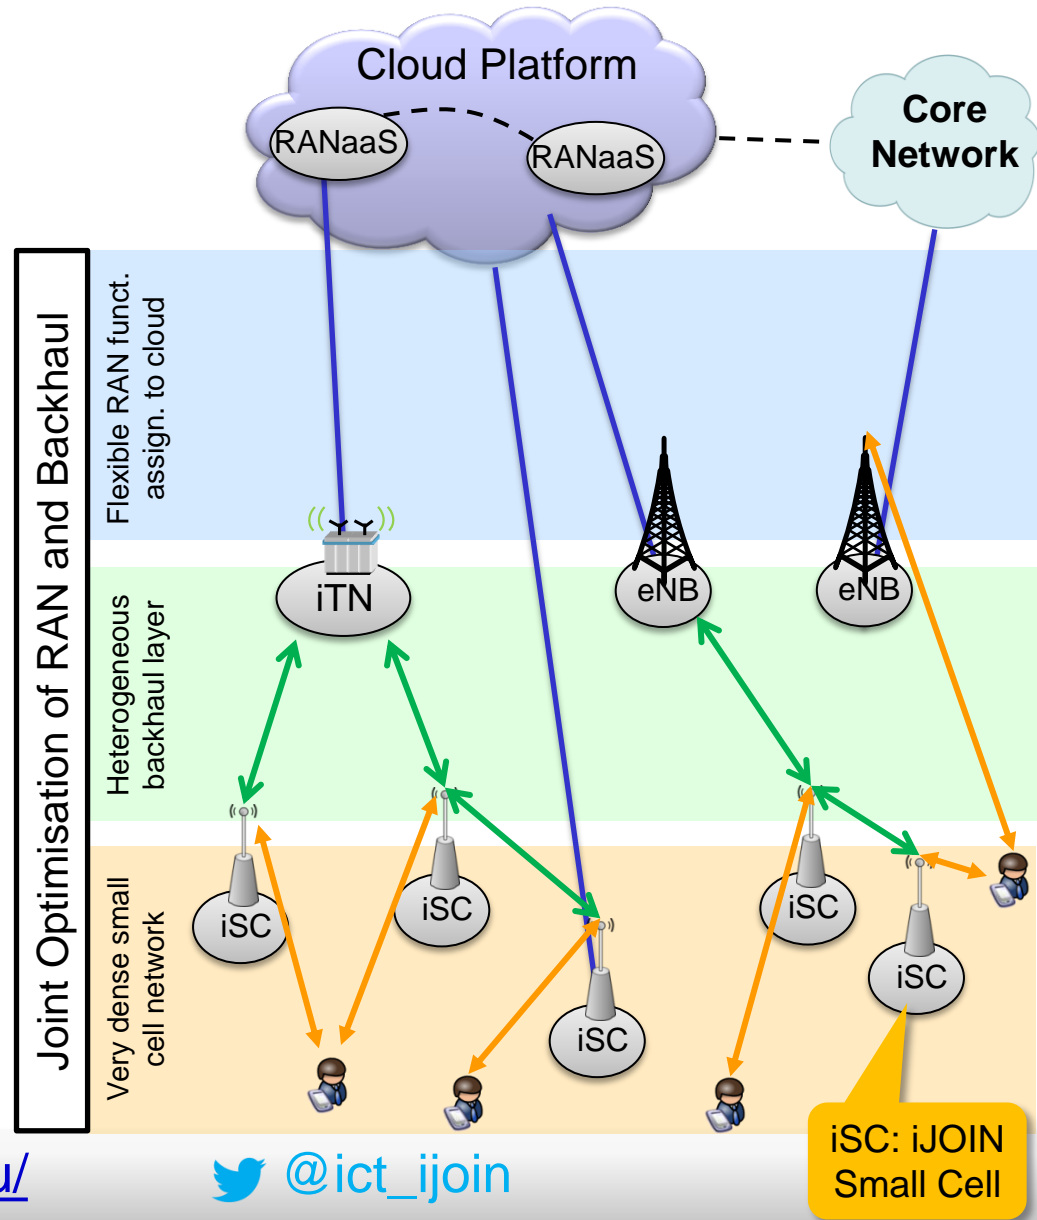 Cloud Platform
RANaaS
RANaaS
Core
Network
Joint Optimisation of RAN and Backhaul
Flexible RAN funct.
assign. to cloud
Heterogeneous
backhaul layer
Very dense small
cell network
iTN
eNB
eNB
iSC
iSC
iSC
iSC
iSC
iSC: iJOIN
Small Cell
u/
@ict_ijoin